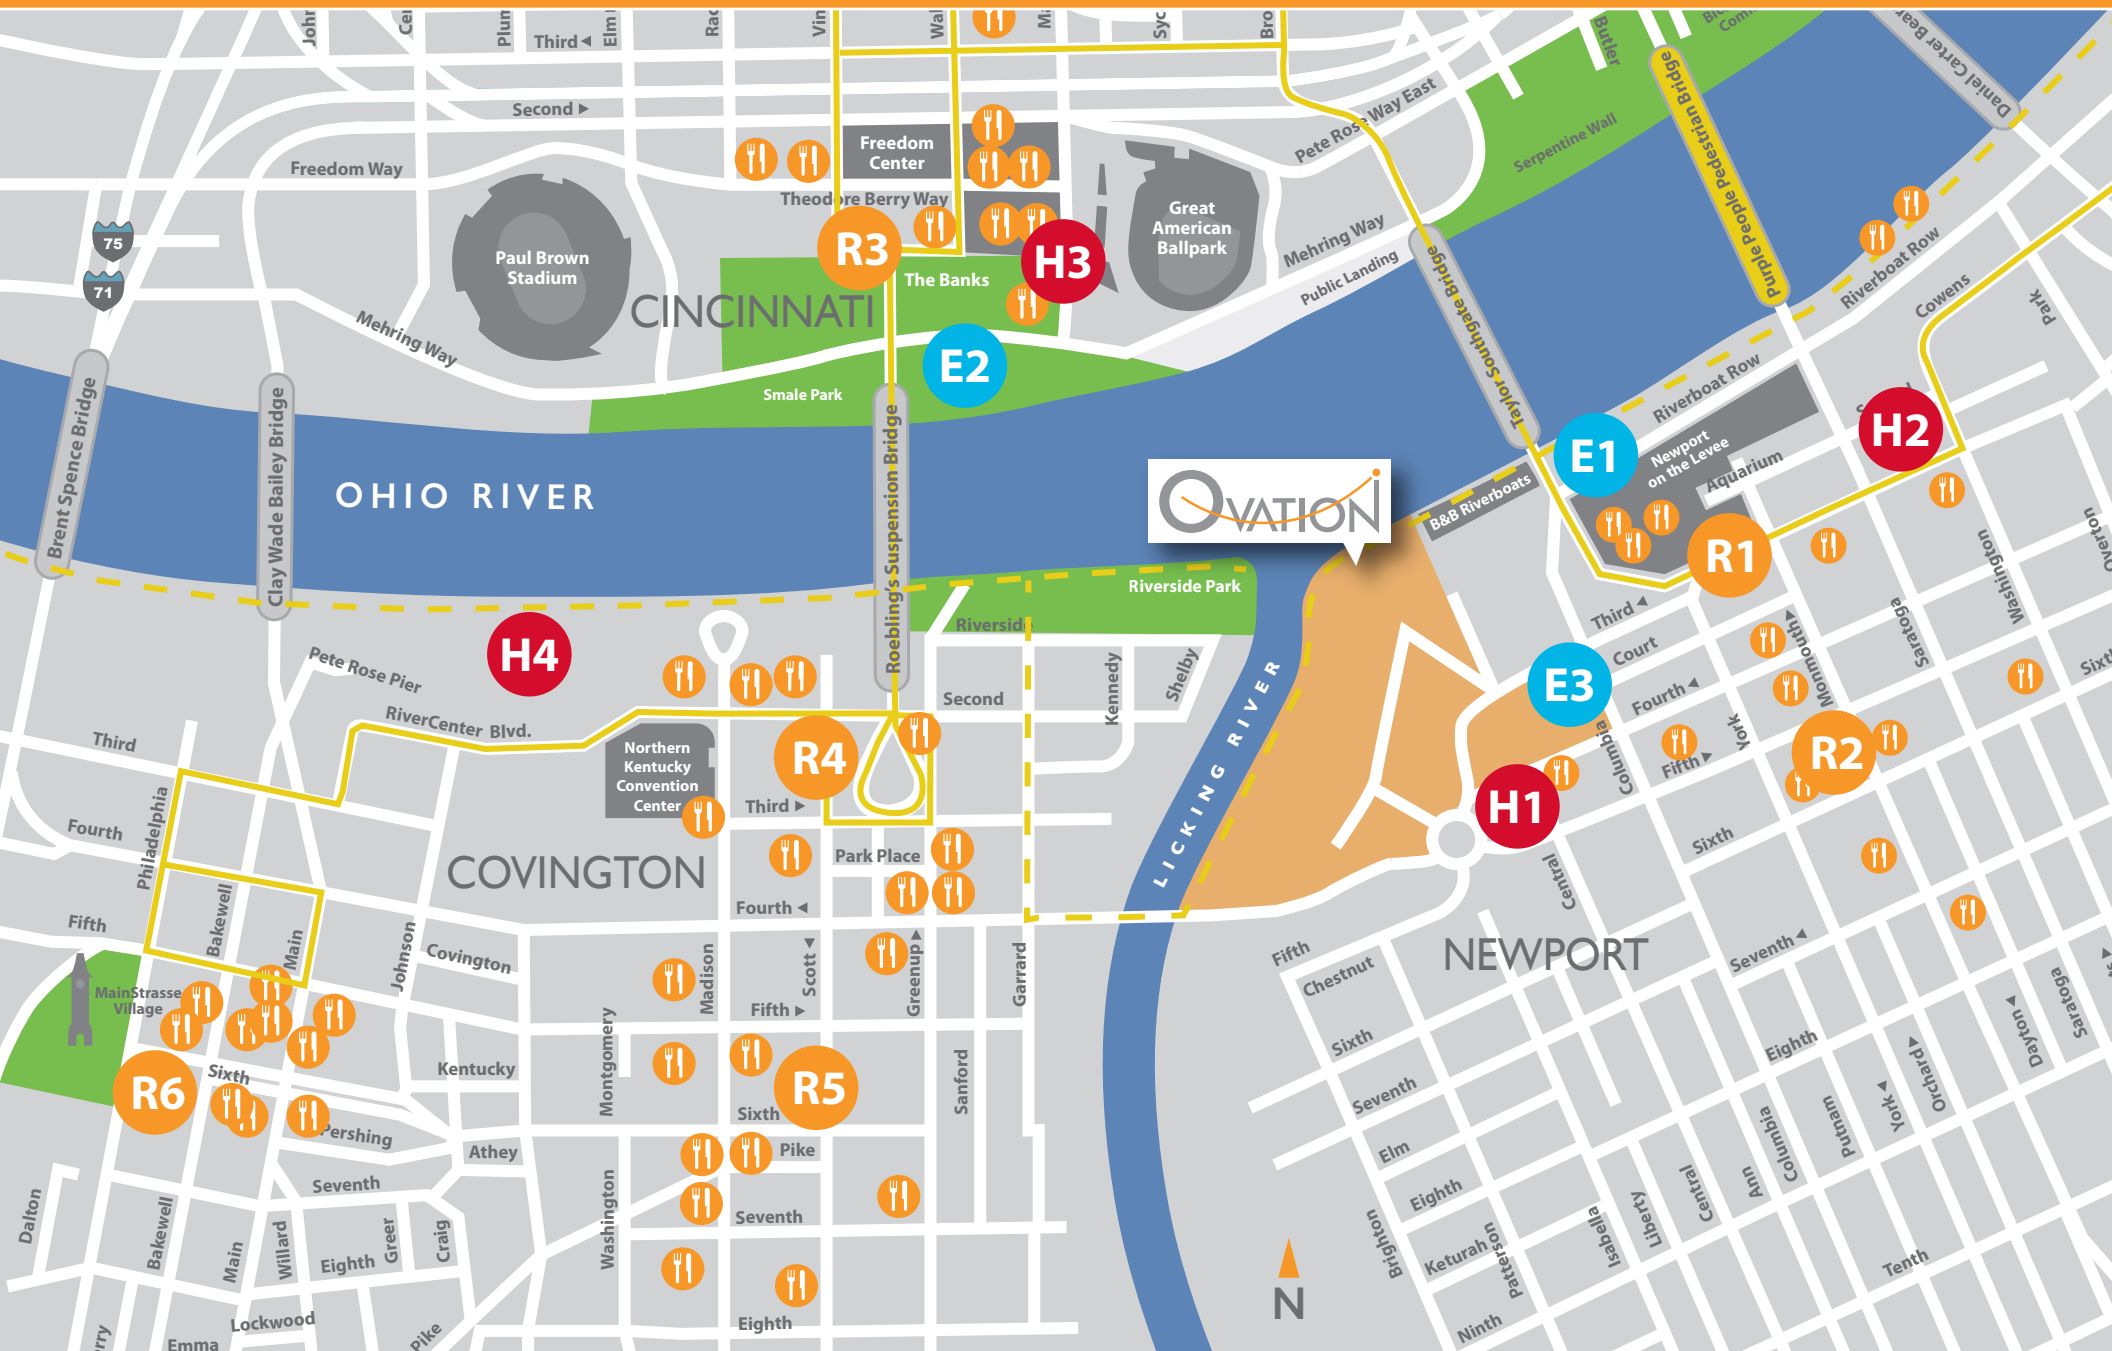 Third
Second
Freedom Way
Freedom
Center
Theodore Berry Way
75
71
Paul Brown
Stadium
CINCINNATI
Mehring Way
R3
The Banks
H3
Great
American
Ballpark
E2
Smale Park
Pete Rose Way East
Mehring Way
Public Landing
Serpentine Wall
Butler
Purple People Pedestrian Bridge
Daniel Carter Bear
Taylor Southgate Bridge
Riverboat Row
Cowens
Park
Riverboat Row
Brent Spence Bridge
Clay Wade Bailey Bridge
OHIO RIVER
Roebling's Suspension Bridge
OVATION
B&B Riverboats
E1
Newport
on the Levee
Aquarium
H2
R1
Washington
Overton
Saratoga
Third
Court
Monmouth
E3
Fourth
York
Columbia
Fifth
R2
Sixth
H1
Central
Seventh
Riverside Park
Riverside
Kennedy
Shelby
Second
LICKING RIVER
H4
Pete Rose Pier
RiverCenter Blvd.
Northern
Kentucky
Convention
Center
R4
Third
Third
Fourth
Philadelphia
COVINGTON
Park Place
Fourth
Fifth
Bakewell
Main
Johnson
Covington
Madison
Scott
Greenup
Garrard
Fifth
MainStrasse
Village
Montgomery
Kentucky
R6
Sixth
R5
Sixth
Sanford
Pershing
Athey
Pike
Seventh
Seventh
Dalton
Bakewell
Main
Willard
Greer
Craig
Eighth
Washington
Lockwood
Emma
Pike
Eighth
N
NEWPORT
Fifth
Chestnut
Sixth
Seventh
Elm
Eighth
Keturah
Ninth
Brighton
Patterson
Isabella
Liberty
Central
Ann
Columbia
Putnam
York
Orchard
Dayton
Saratoga
Eighth
Tenth